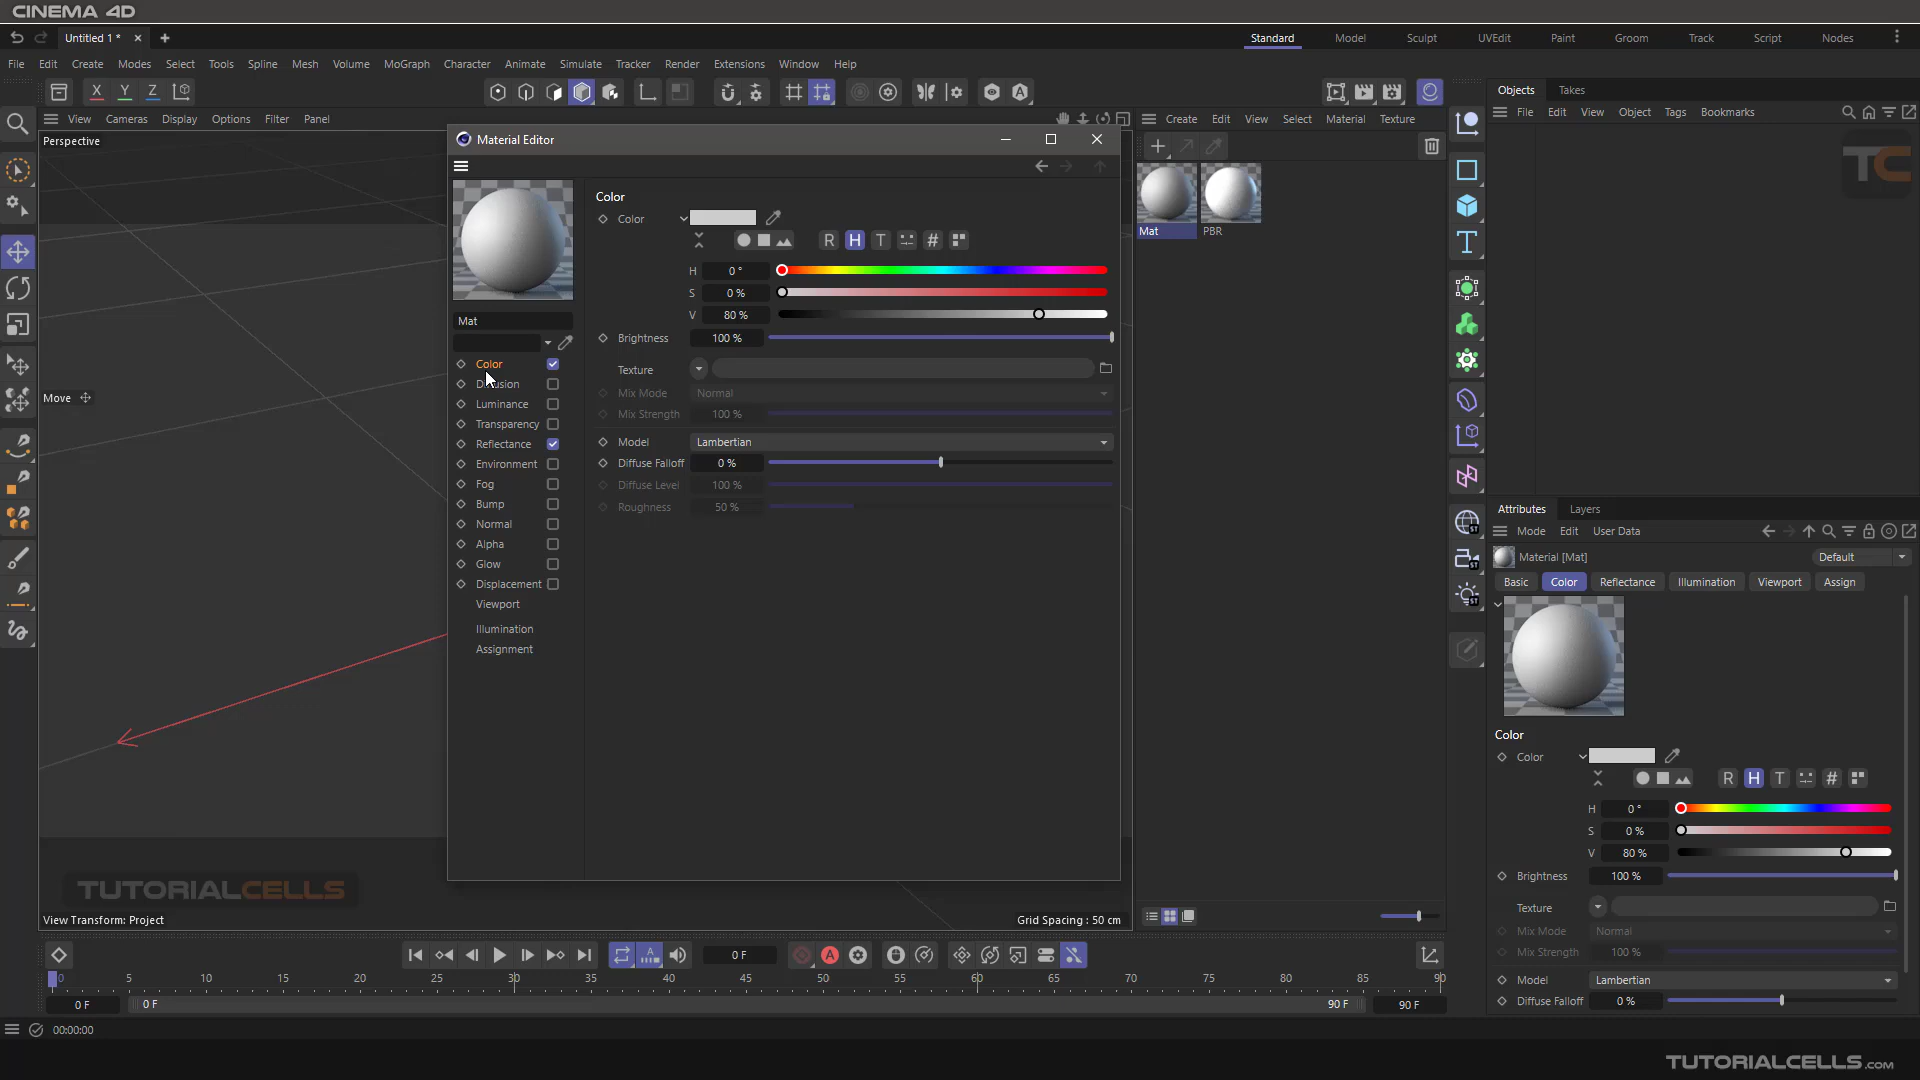 CINEMA 4D
Untitled 1 *
Standard
Model
Sculpt
UVEdit
Paint
Groom
Track
Script
Nodes
File Edit Create Modes Select Tools Spline Mesh Volume MoGraph Character Animate Simulate Tracker Render Extensions Window Help
X Y Z
Objects Takes
View Cameras Display Options Filter Panel
Create Edit View Select Material Texture
File Edit View Object Tags Bookmarks
Perspective
Material Editor
TC
Color
Color
R H T #
H 0 °
S 0 %
V 80 %
Mat PBR
Mat
Brightness 100 %
Texture
Mix Mode Normal
Mix Strength 100 %
Model Lambertian
Diffuse Falloff 0 %
Diffuse Level 100 %
Roughness 50 %
Color
Luminance
Transparency
Reflectance
Environment
Fog
Bump
Normal
Alpha
Glow
Displacement
Viewport
Illumination
Assignment
Move
Attributes Layers
Mode Edit User Data
Material [Mat] Default
Basic Color Reflectance Illumination Viewport Assign
Color
Color
R H T #
H 0 °
S 0 %
V 80 %
Brightness 100 %
Texture
Mix Mode Normal
Mix Strength 100 %
Model Lambertian
Diffuse Falloff 0 %
TUTORIALCELLS
View Transform: Project
Grid Spacing : 50 cm
0 F
0 5 10 15 20 25 30 35 40 45 50 55 60 65 70 75 80 85 90
0 F 0 F 90 F 90 F
00:00:00
TUTORIALCELLS.COM